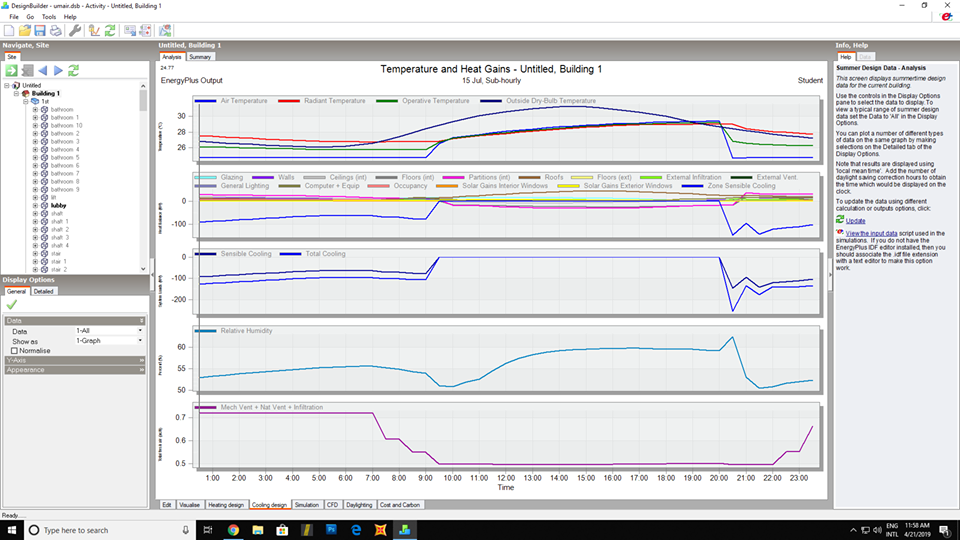 DesignBuilder - umair.dsb - Activity - Untitled, Building 1
File Go Tools Help
Navigate, Site
Site
Untitled
Building 1
1st
bathroom
bathroom 1
bathroom 10
bathroom 2
bathroom 3
bathroom 4
bathroom 5
bathroom 6
bathroom 7
bathroom 8
bathroom 9
lift
lubby
shaft
shaft 1
shaft 2
shaft 3
shaft 4
stise
stise 1
stise 2
Display Options
General Detailed
Data
Data 1-All
Show as 1-Graph
Normalise
Y-Axis
Appearance
Untitled, Building 1
Analysis Summary
24.77
Temperature and Heat Gains - Untitled, Building 1
EnergyPlus Output 15 Jul, Sub-hourly Student
Air Temperature Radiant Temperature Operative Temperature Outside Dry-Bulb Temperature
Temperature (°C)
30
28
26
Glazing Walls Ceilings (int) Floors (int) Partitions (int) Roofs Floors (ext) External Infiltration External Vent.
General Lighting Computer + Equip Occupancy Solar Gains Interior Windows Solar Gains Exterior Windows Zone Sensible Cooling
Heat Balance (kW)
0
-100
Sensible Cooling Total Cooling
System Loads (kW)
0
-100
-200
Relative Humidity
Percent (%)
60
55
50
Mech Vent + Nat Vent + Infiltration
Total fresh air (ac/h)
0.7
0.6
0.5
1:00 2:00 3:00 4:00 5:00 6:00 7:00 8:00 9:00 10:00 11:00 12:00 13:00 14:00 15:00 16:00 17:00 18:00 19:00 20:00 21:00 22:00 23:00
Time
Edit Visualise Heating design Cooling design Simulation CFD Daylighting Cost and Carbon
Info, Help
Help Data
Summer Design Data - Analysis
This screen displays summertime design data for the current building.
Use the controls in the Display Options
pane to select the data to display. To
view a typical range of summer design
data set the Data to 'All' in the Display
Options.
You can plot a number of different types
of data on the same graph by making
selections on the Detailed tab of the
Display Options.
Note that results are displayed using
'local mean time'. Add the number of
daylight saving correction hours to obtain
the time which would be displayed on the
clock.
To update the data using different
calculation or outputs options, click:
Update
View the input data script used in the
simulations. If you do not have the
EnergyPlus IDF editor installed, then you
should associate the .idf file extension
with a text editor to make this option
work.
Ready.....
Type here to search
ENG
INTL
11:58 AM
4/21/2019